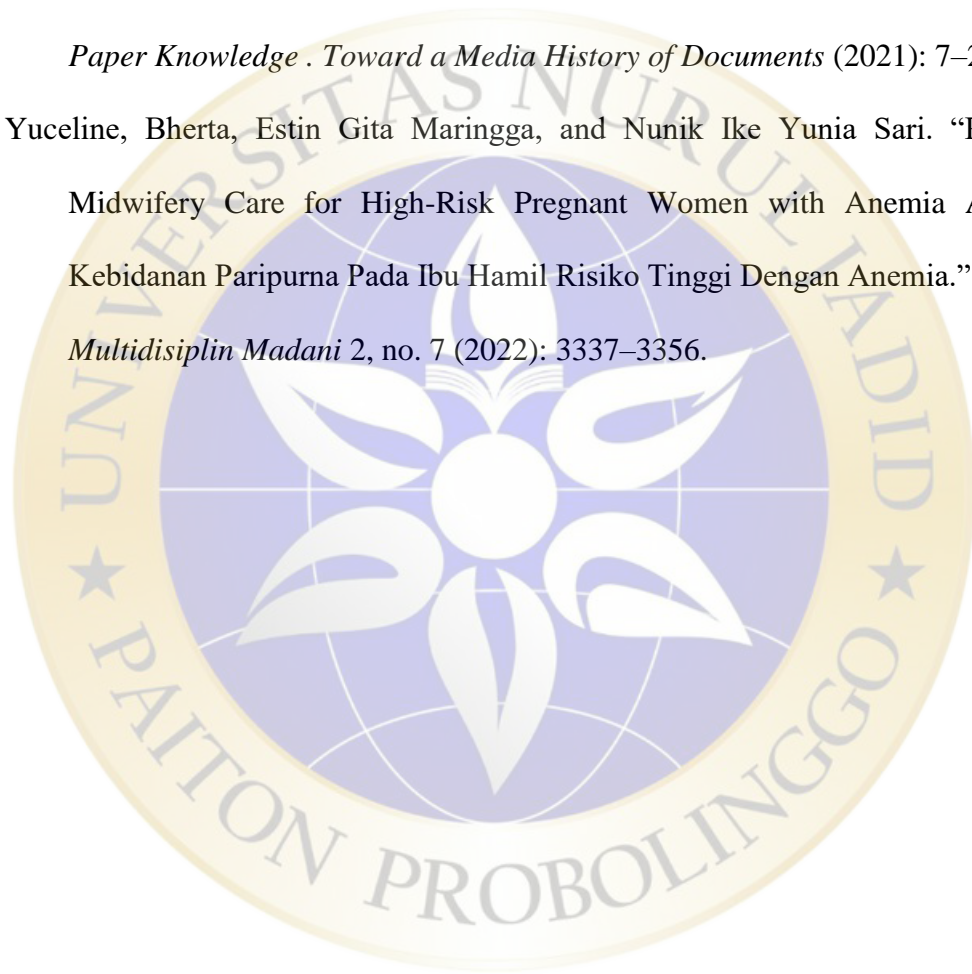 Paper Knowledge . Toward a Media History of Documents (2021): 7–2
Yuceline, Bherta, Estin Gita Maringga, and Nunik Ike Yunia Sari. “
Midwifery Care for High-Risk Pregnant Women with Anemia
Kebidanan Paripurna Pada Ibu Hamil Risiko Tinggi Dengan Anemia.”
Multidisiplin Madani 2, no. 7 (2022): 3337–3356.
UNIVERSITAS NURUL JADID
PAITON PROBOLINGGO